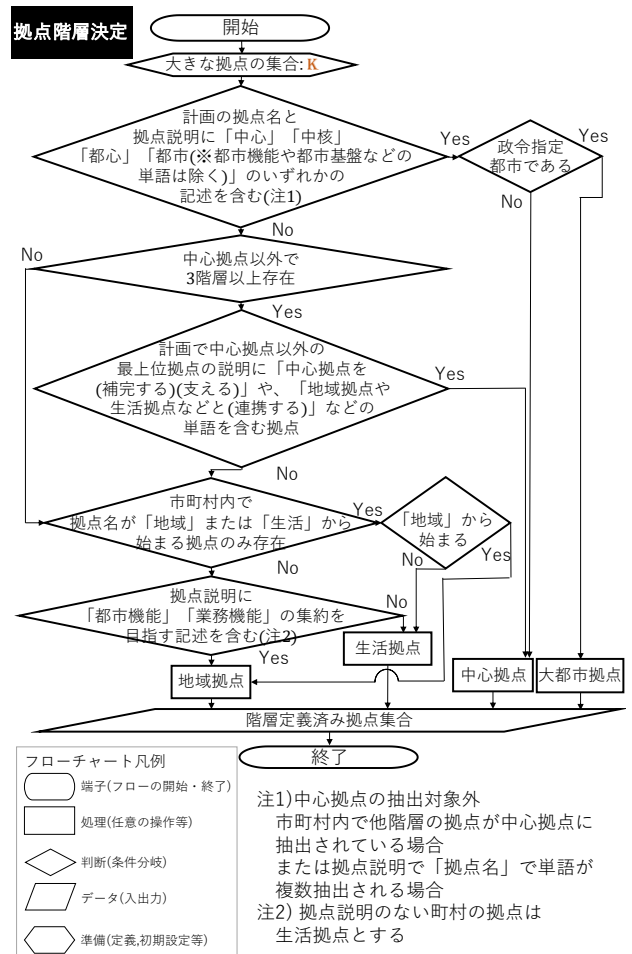 拠点階層決定
開始
大きな拠点の集合: K
計画の拠点名と
拠点説明に「中心」「中核」
「都心」「都市(※都市機能や都市基盤などの
単語は除く)」のいずれかの
記述を含む(注1)
Yes
政令指定
都市である
Yes
No
No
中心拠点以外で
3階層以上存在
No
Yes
計画で中心拠点以外の
最上位拠点の説明に「中心拠点を
(補完する)(支える)」や、「地域拠点や
生活拠点などと(連携する)」などの
単語を含む拠点
Yes
No
市町村内で
拠点名が「地域」または「生活」から
始まる拠点のみ存在
Yes
「地域」から
始まる
No
Yes
No
拠点説明に
「都市機能」「業務機能」の集約を
目指す記述を含む(注2)
No
Yes
生活拠点
地域拠点
中心拠点
大都市拠点
階層定義済み拠点集合
終了
フローチャート凡例
端子(フローの開始・終了)
処理(任意の操作等)
判断(条件分岐)
データ(入出力)
準備(定義,初期設定等)
注1)中心拠点の抽出対象外
市町村内で他階層の拠点が中心拠点に
抽出されている場合
または拠点説明で「拠点名」で単語が
複数抽出される場合
注2) 拠点説明のない町村の拠点は
生活拠点とする